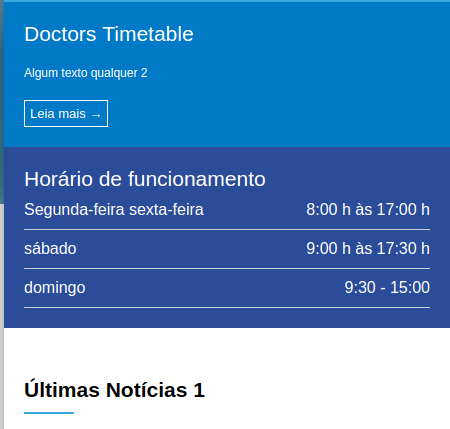 Doctors Timetable
Algum texto qualquer 2
Leia mais →
Horário de funcionamento
Segunda-feira sexta-feira 8:00 h às 17:00 h
sábado 9:00 h às 17:30 h
domingo 9:30 - 15:00
Últimas Notícias 1